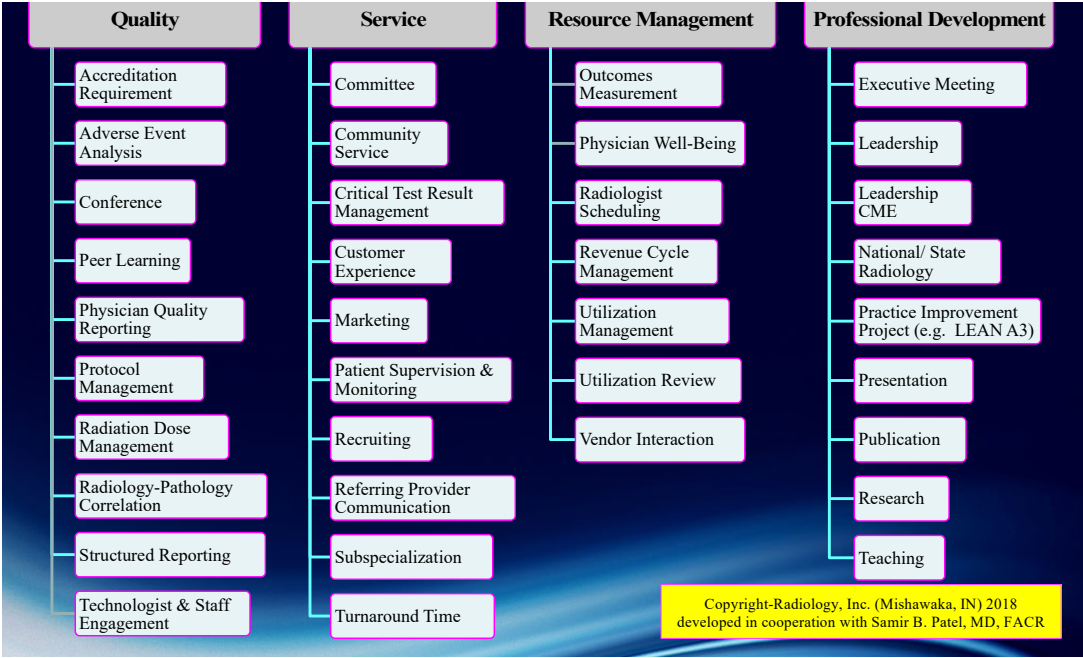 Quality
Accreditation
Requirement
Adverse Event
Analysis
Conference
Peer Learning
Physician Quality
Reporting
Protocol
Management
Radiation Dose
Management
Radiology-Pathology
Correlation
Structured Reporting
Technologist & Staff
Engagement
Service
Committee
Community
Service
Critical Test Result
Management
Customer
Experience
Marketing
Patient Supervision &
Monitoring
Recruiting
Referring Provider
Communication
Subspecialization
Turnaround Time
Resource Management
Outcomes
Measurement
Physician Well-Being
Radiologist
Scheduling
Revenue Cycle
Management
Utilization
Management
Utilization Review
Vendor Interaction
Professional Development
Executive Meeting
Leadership
Leadership
CME
National/ State
Radiology
Practice Improvement
Project (e.g. LEAN A3)
Presentation
Publication
Research
Teaching
Copyright-Radiology, Inc. (Mishawaka, IN) 2018
developed in cooperation with Samir B. Patel, MD, FACR